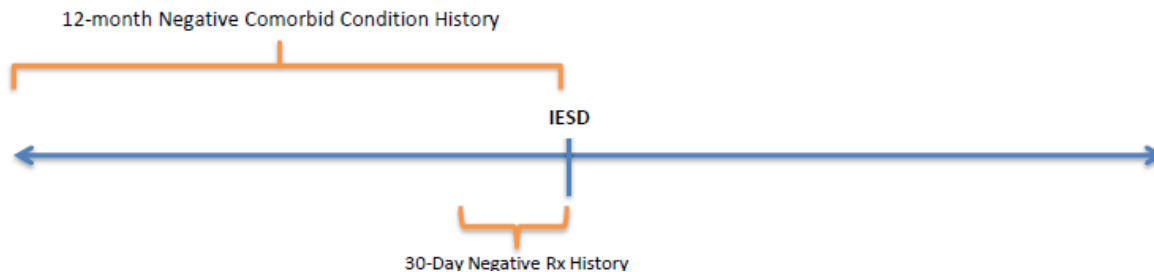 12-month Negative Comorbid Condition History
IESD
30-Day Negative Rx History